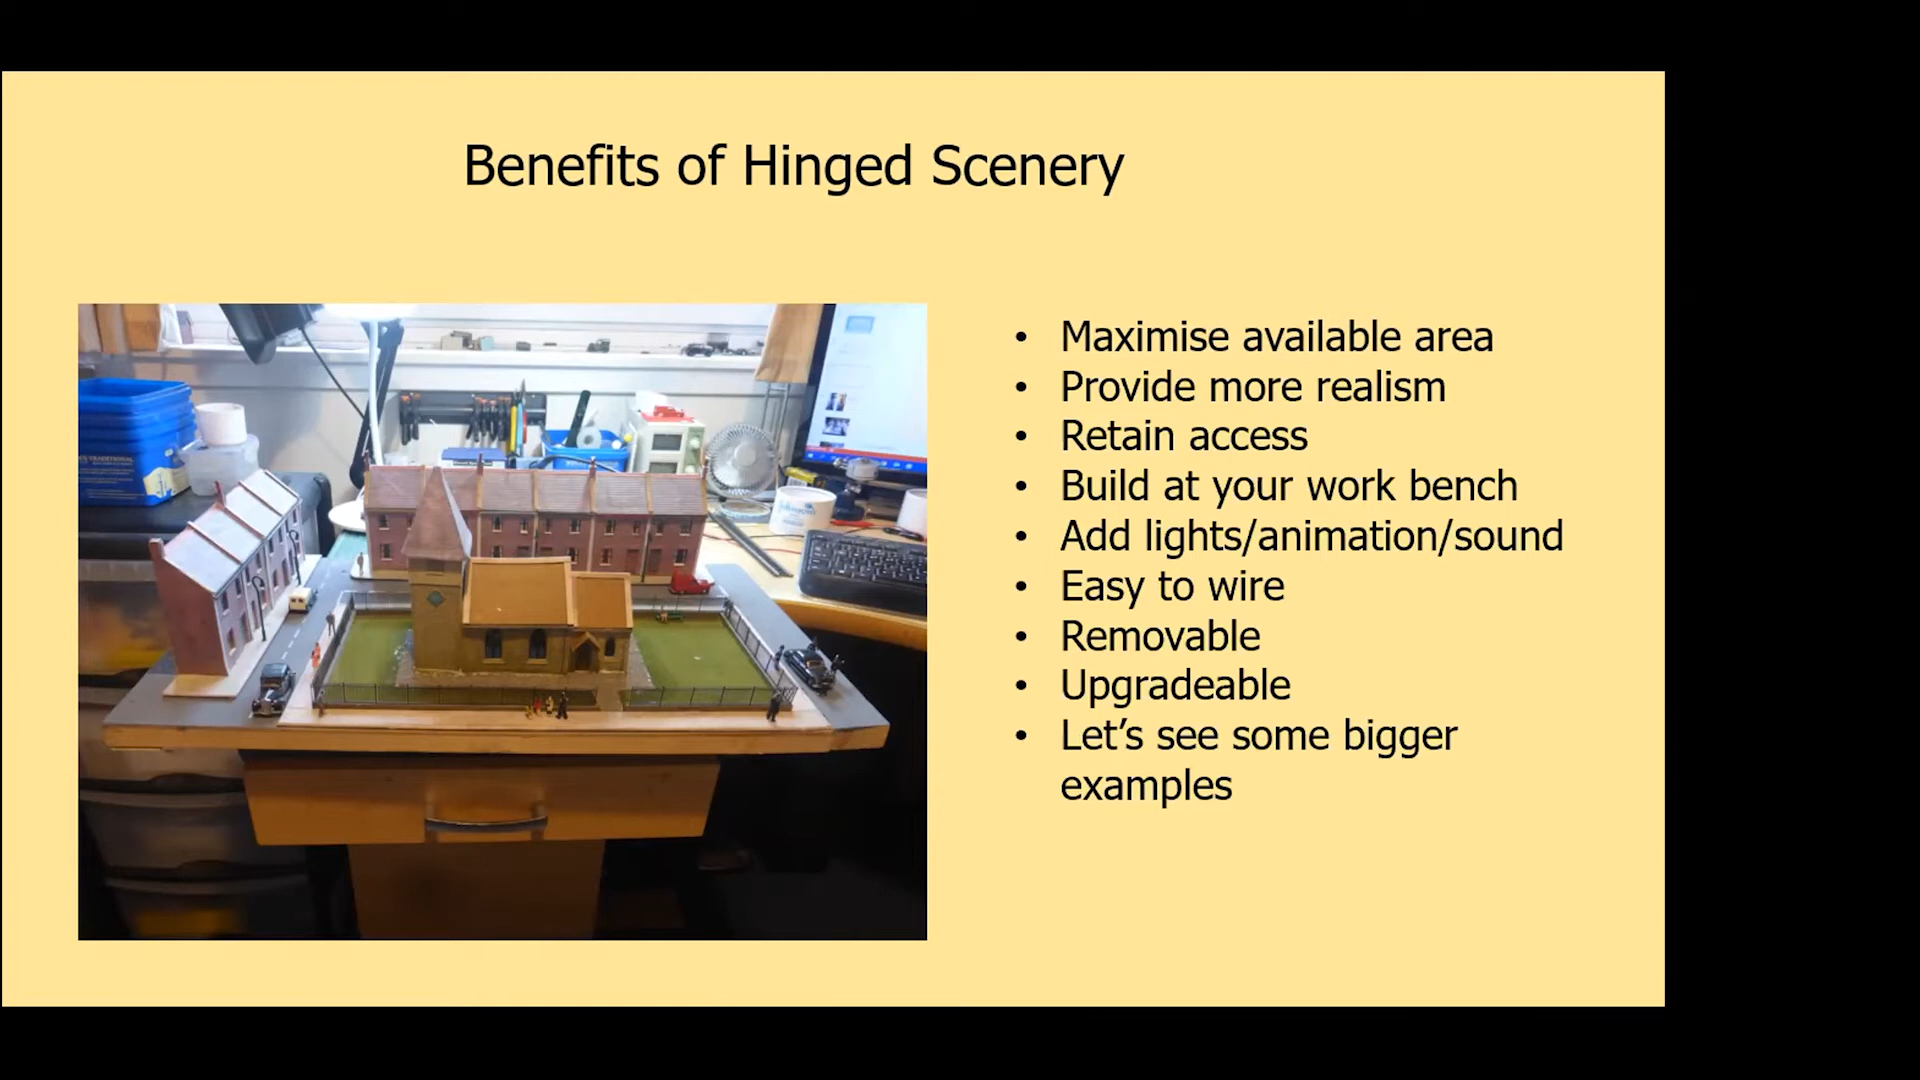 Benefits of Hinged Scenery
• Maximise available area
• Provide more realism
• Retain access
• Build at your work bench
• Add lights/animation/sound
• Easy to wire
• Removable
• Upgradeable
• Let’s see some bigger
examples
TRADITIONAL